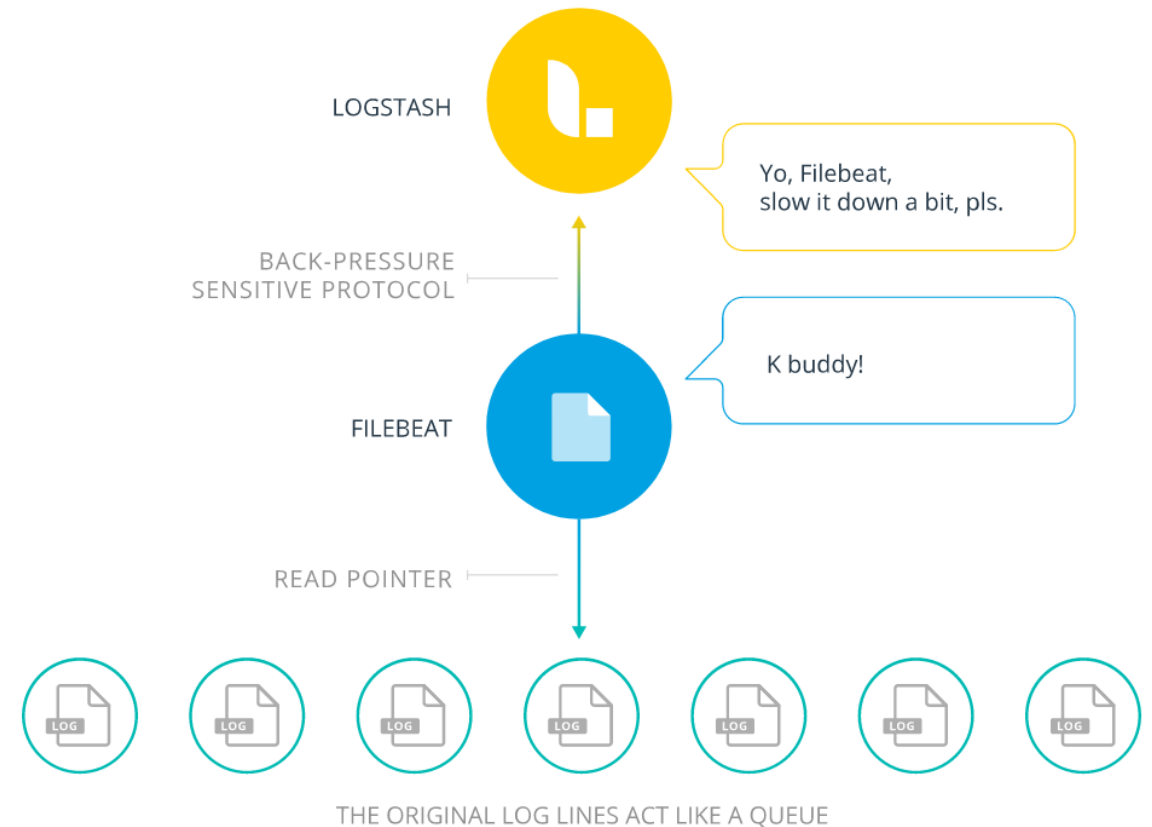 LOGSTASH
Yo, Filebeat,
slow it down a bit, pls.
BACK-PRESSURE
SENSITIVE PROTOCOL
K buddy!
FILEBEAT
READ POINTER
LOG
LOG
LOG
LOG
LOG
LOG
LOG
THE ORIGINAL LOG LINES ACT LIKE A QUEUE